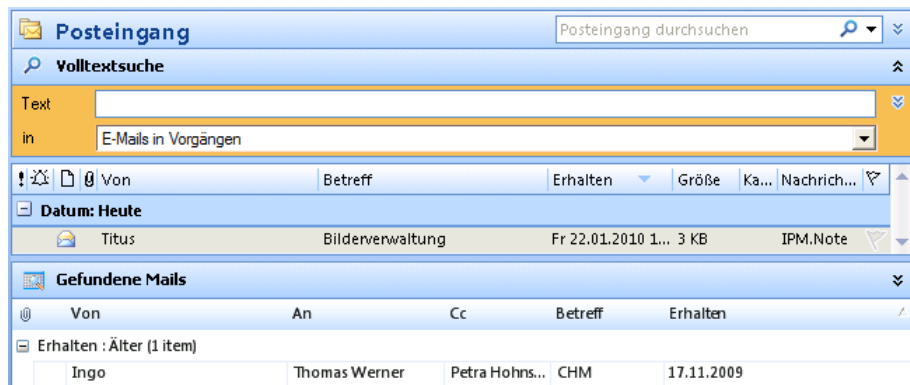 Posteingang Posteingang durchsuchen
Volltextsuche
Text
in E-Mails in Vorgängen
Von Betreff Erhalten Größe Ka... Nachrich...
Datum: Heute
Titus Bilderverwaltung Fr 22.01.2010 1... 3 KB IPM.Note
Gefundene Mails
Von An Cc Betreff Erhalten
Erhalten : Älter (1 item)
Ingo Thomas Werner Petra Hohns... CHM 17.11.2009